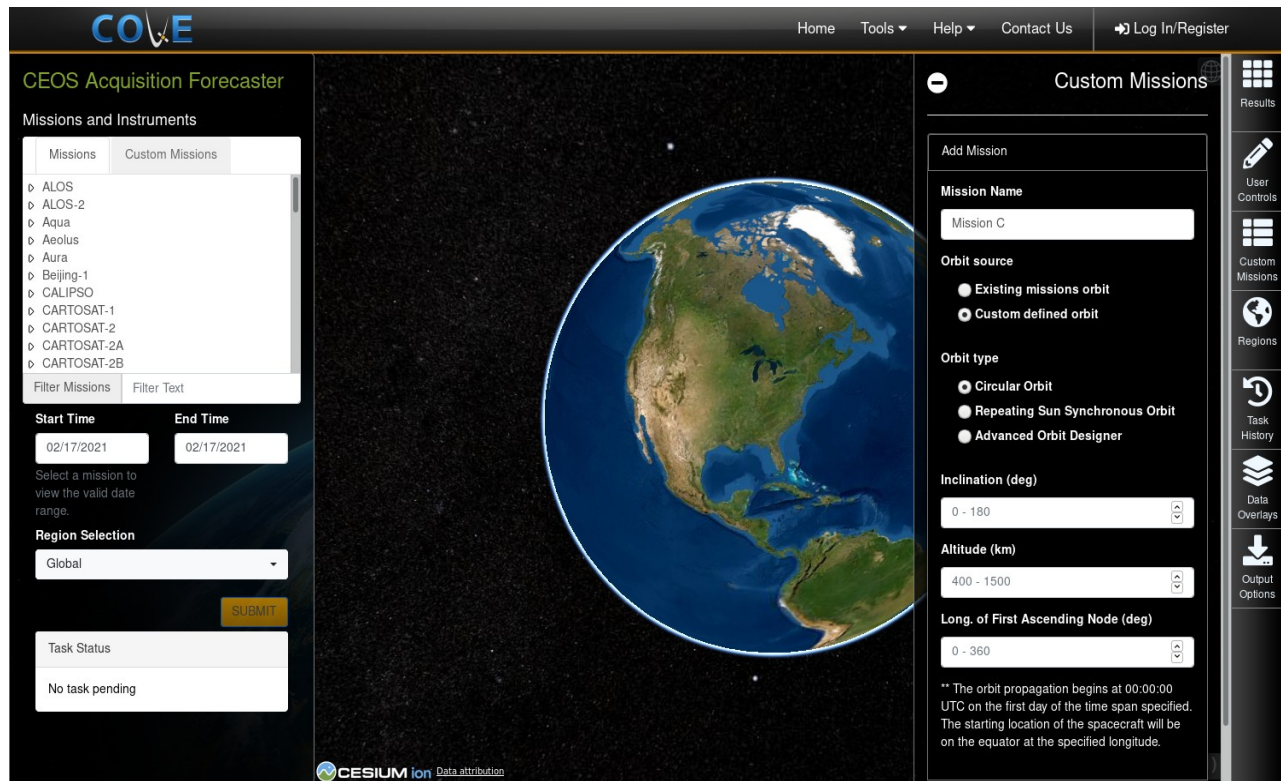 COVE
Home Tools Help Contact Us Log In/Register
CEOS Acquisition Forecaster
Missions and Instruments
Missions Custom Missions
ALOS
ALOS-2
Aqua
Aeolus
Aura
Beijing-1
CALIPSO
CARTOSAT-1
CARTOSAT-2
CARTOSAT-2A
CARTOSAT-2B
Filter Missions Filter Text
Start Time End Time
02/17/2021 02/17/2021
Select a mission to
view the valid date
range.
Region Selection
Global
SUBMIT
Task Status
No task pending
CESIUM ion Data attribution
Custom Missions
Add Mission
Mission Name
Mission C
Orbit source
Existing missions orbit
Custom defined orbit
Orbit type
Circular Orbit
Repeating Sun Synchronous Orbit
Advanced Orbit Designer
Inclination (deg)
0 - 180
Altitude (km)
400 - 1500
Long. of First Ascending Node (deg)
0 - 360
** The orbit propagation begins at 00:00:00
UTC on the first day of the time span specified.
The starting location of the spacecraft will be
on the equator at the specified longitude.
Results
User
Controls
Custom
Missions
Regions
Task
History
Data
Overlays
Output
Options